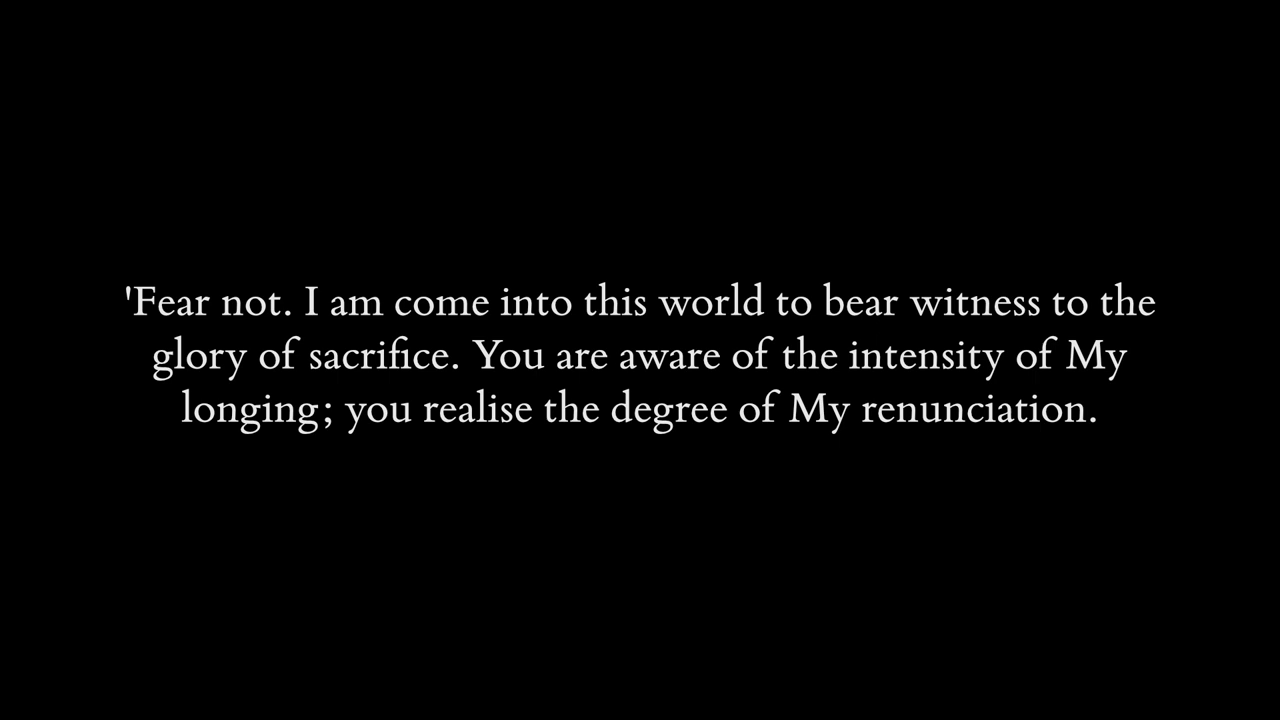 'Fear not. I am come into this world to bear witness to the
glory of sacrifice. You are aware of the intensity of My
longing; you realise the degree of My renunciation.